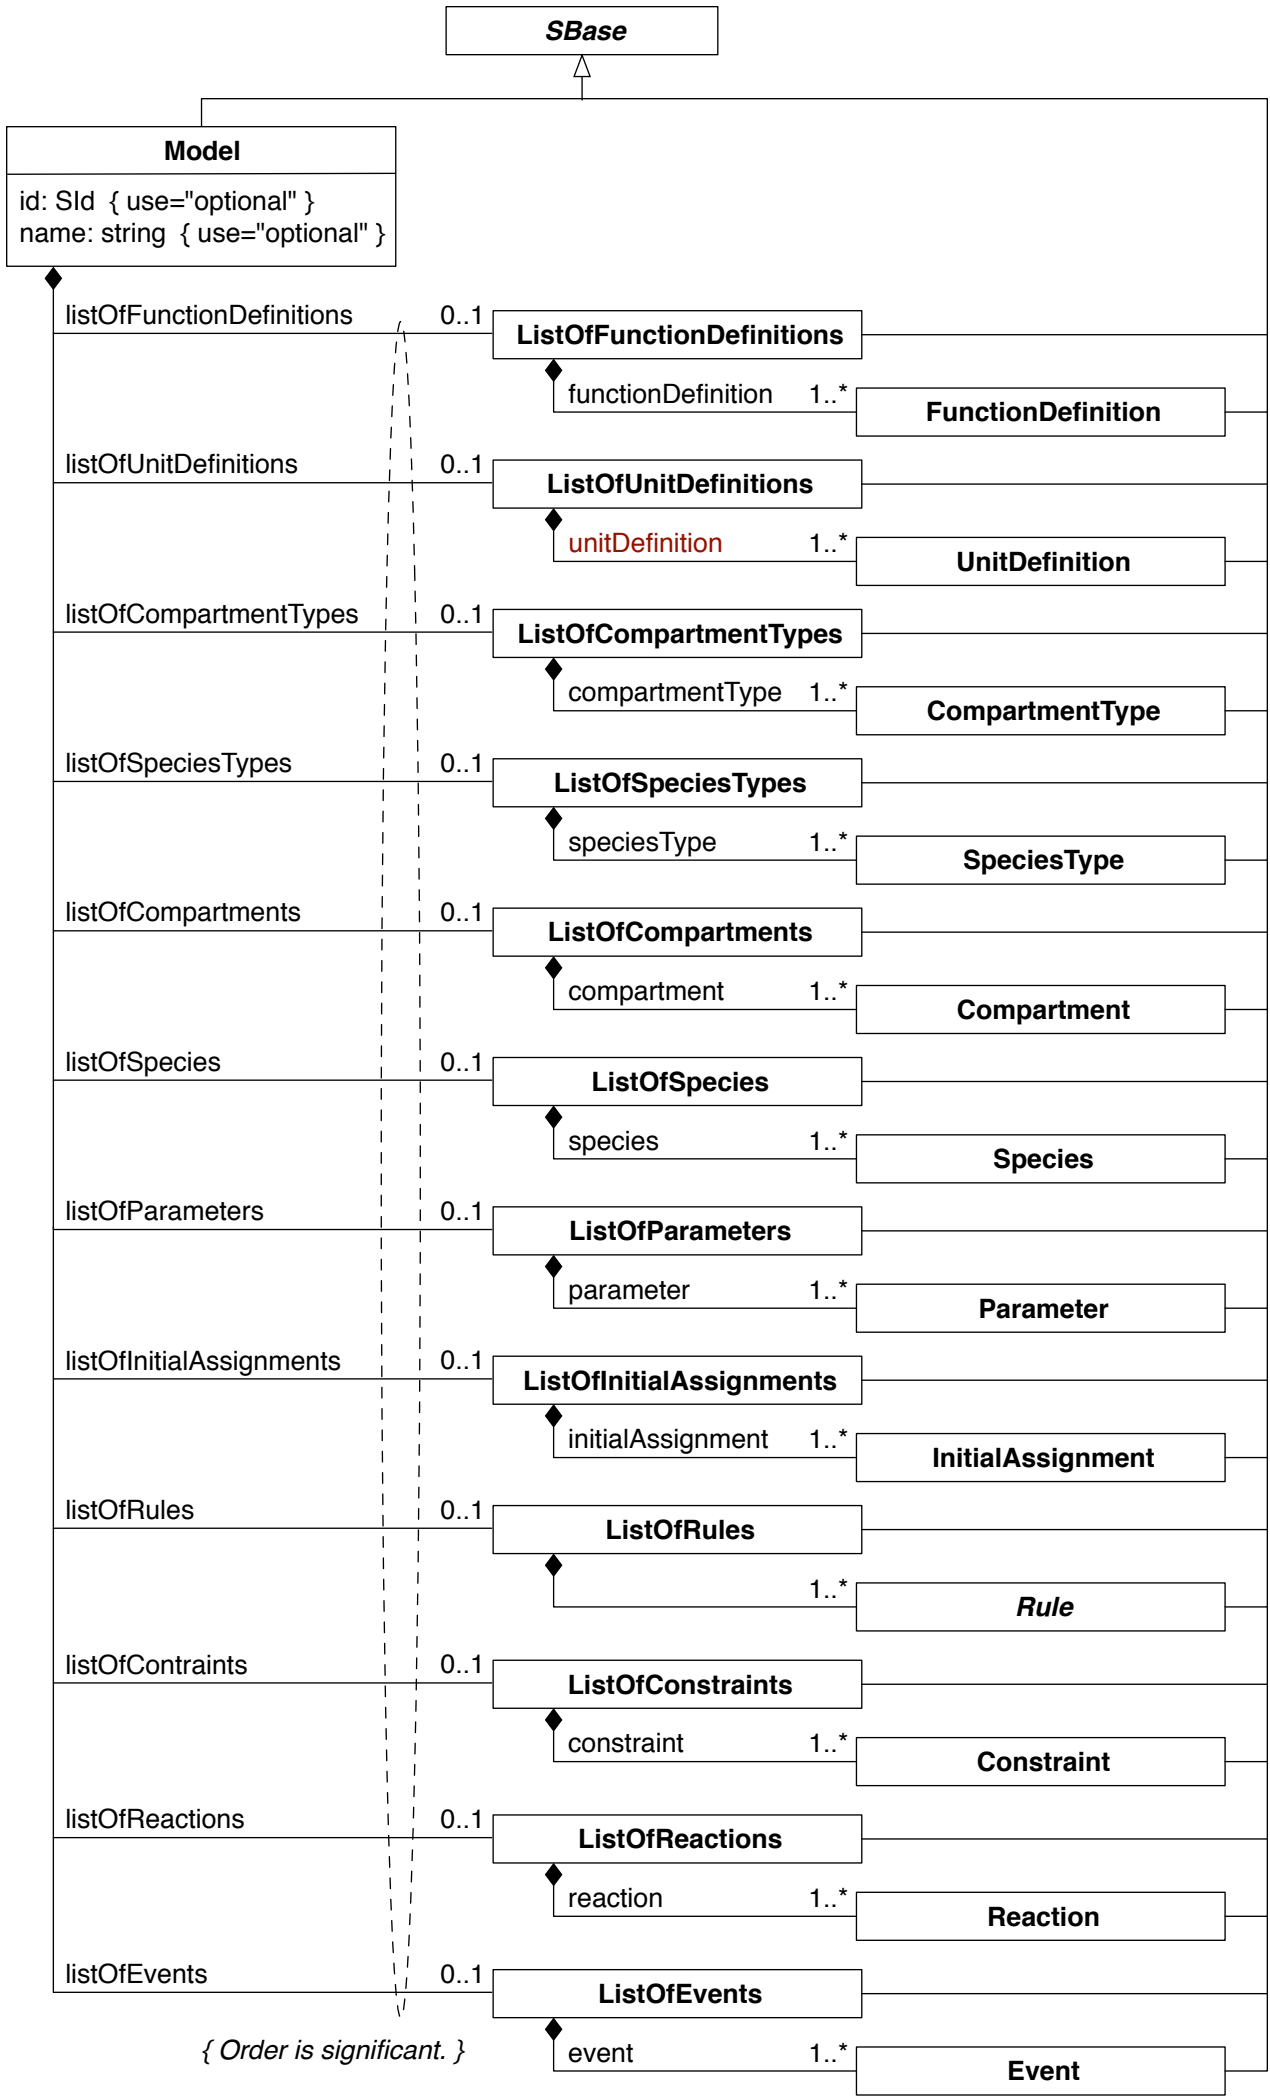 SBase
Model
id: SId { use="optional" }
name: string { use="optional" }
listOfFunctionDefinitions 0..1 ListOfFunctionDefinitions
functionDefinition 1..* FunctionDefinition
listOfUnitDefinitions 0..1 ListOfUnitDefinitions
unitDefinition 1..* UnitDefinition
listOfCompartmentTypes 0..1 ListOfCompartmentTypes
compartmentType 1..* CompartmentType
listOfSpeciesTypes 0..1 ListOfSpeciesTypes
speciesType 1..* SpeciesType
listOfCompartments 0..1 ListOfCompartments
compartment 1..* Compartment
listOfSpecies 0..1 ListOfSpecies
species 1..* Species
listOfParameters 0..1 ListOfParameters
parameter 1..* Parameter
listOfInitialAssignments 0..1 ListOfInitialAssignments
initialAssignment 1..* InitialAssignment
listOfRules 0..1 ListOfRules
1..* Rule
listOfContraints 0..1 ListOfConstraints
constraint 1..* Constraint
listOfReactions 0..1 ListOfReactions
reaction 1..* Reaction
listOfEvents 0..1 ListOfEvents
{ Order is significant. } event 1..* Event